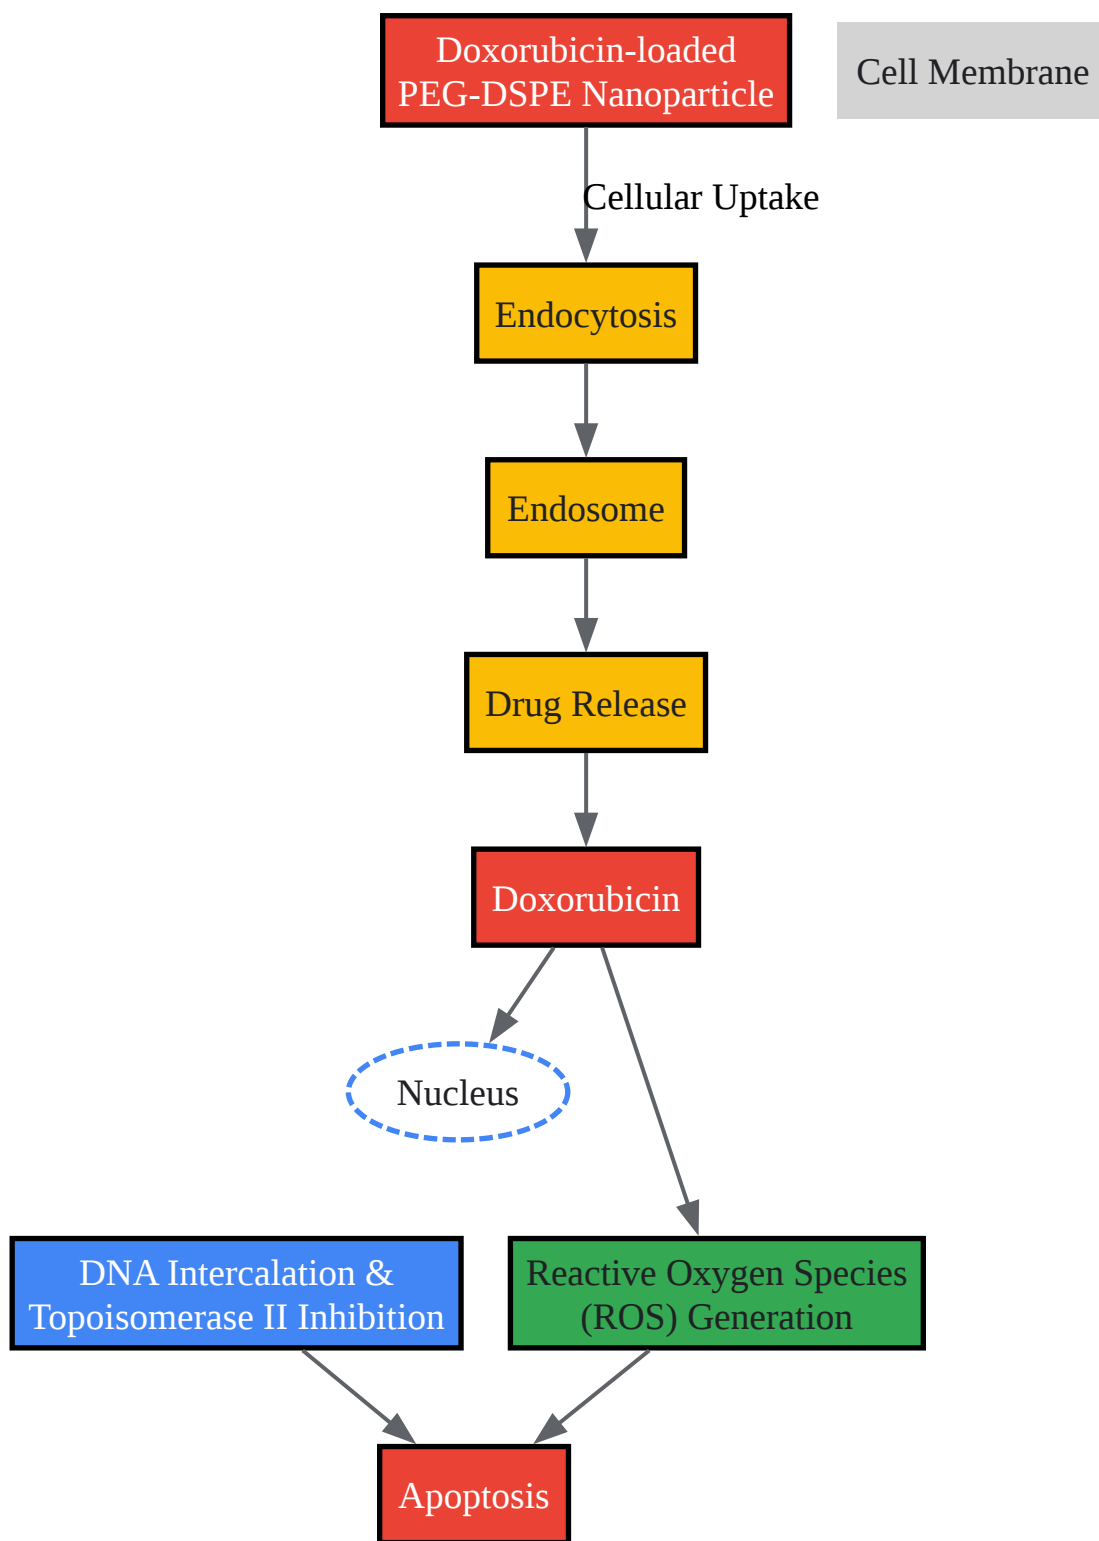 Doxorubicin-loaded
PEG-DSPE Nanoparticle
Cell Membrane
Cellular Uptake
Endocytosis
Endosome
Drug Release
Doxorubicin
Nucleus
DNA Intercalation &
Topoisomerase II Inhibition
Reactive Oxygen Species
(ROS) Generation
Apoptosis